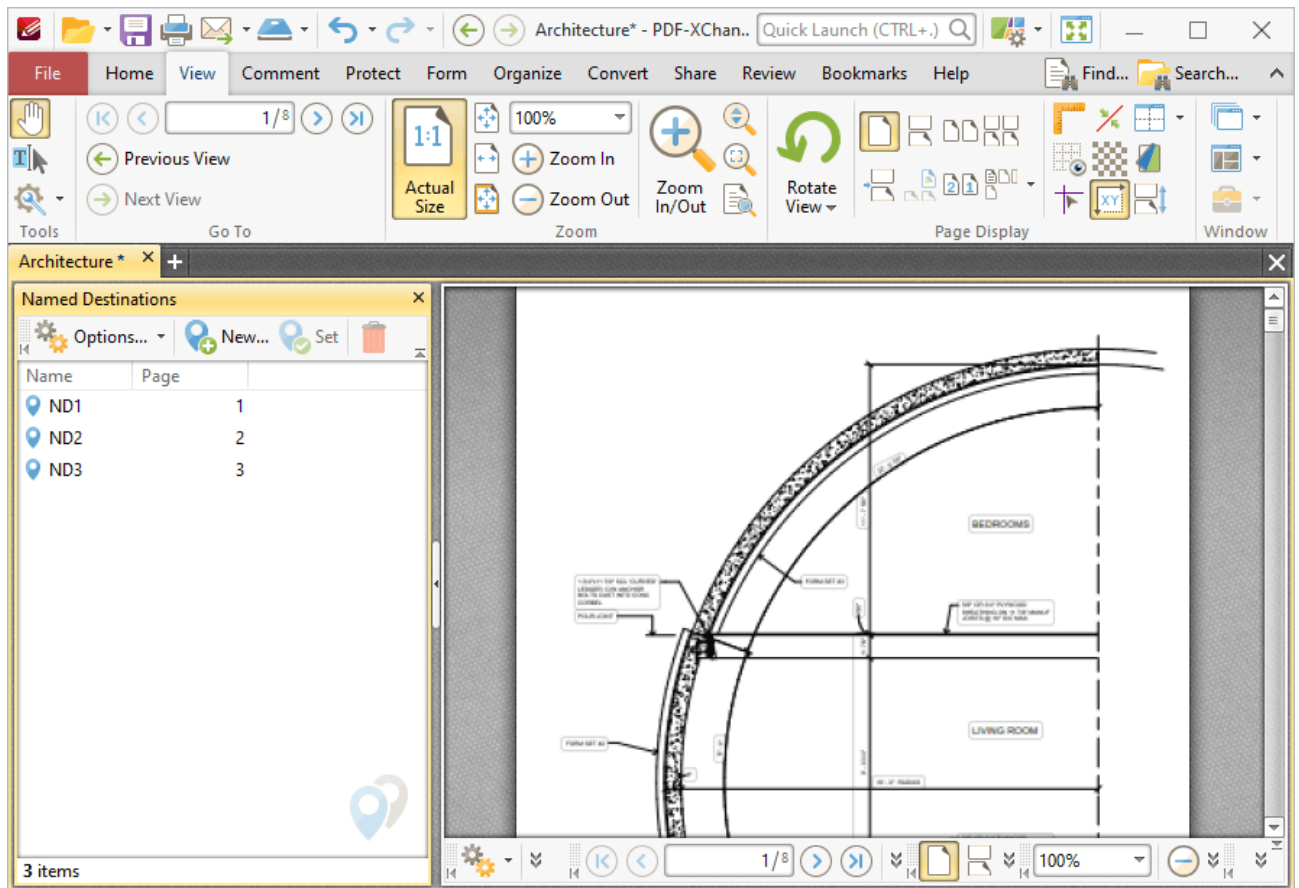 Architecture* - PDF-XChan..
Quick Launch (CTRL+.)
File Home View Comment Protect Form Organize Convert Share Review Bookmarks Help Find... Search...
1/8
100%
1:1
Previous View
Zoom In
Next View
Actual Size
Zoom Out
Zoom In/Out
Rotate View
XY
Tools Go To Zoom Page Display Window
Architecture *
Named Destinations
Options... New... Set
Name Page
ND1 1
ND2 2
ND3 3
BEDROOMS
LIVING ROOM
3 items
1/8
100%